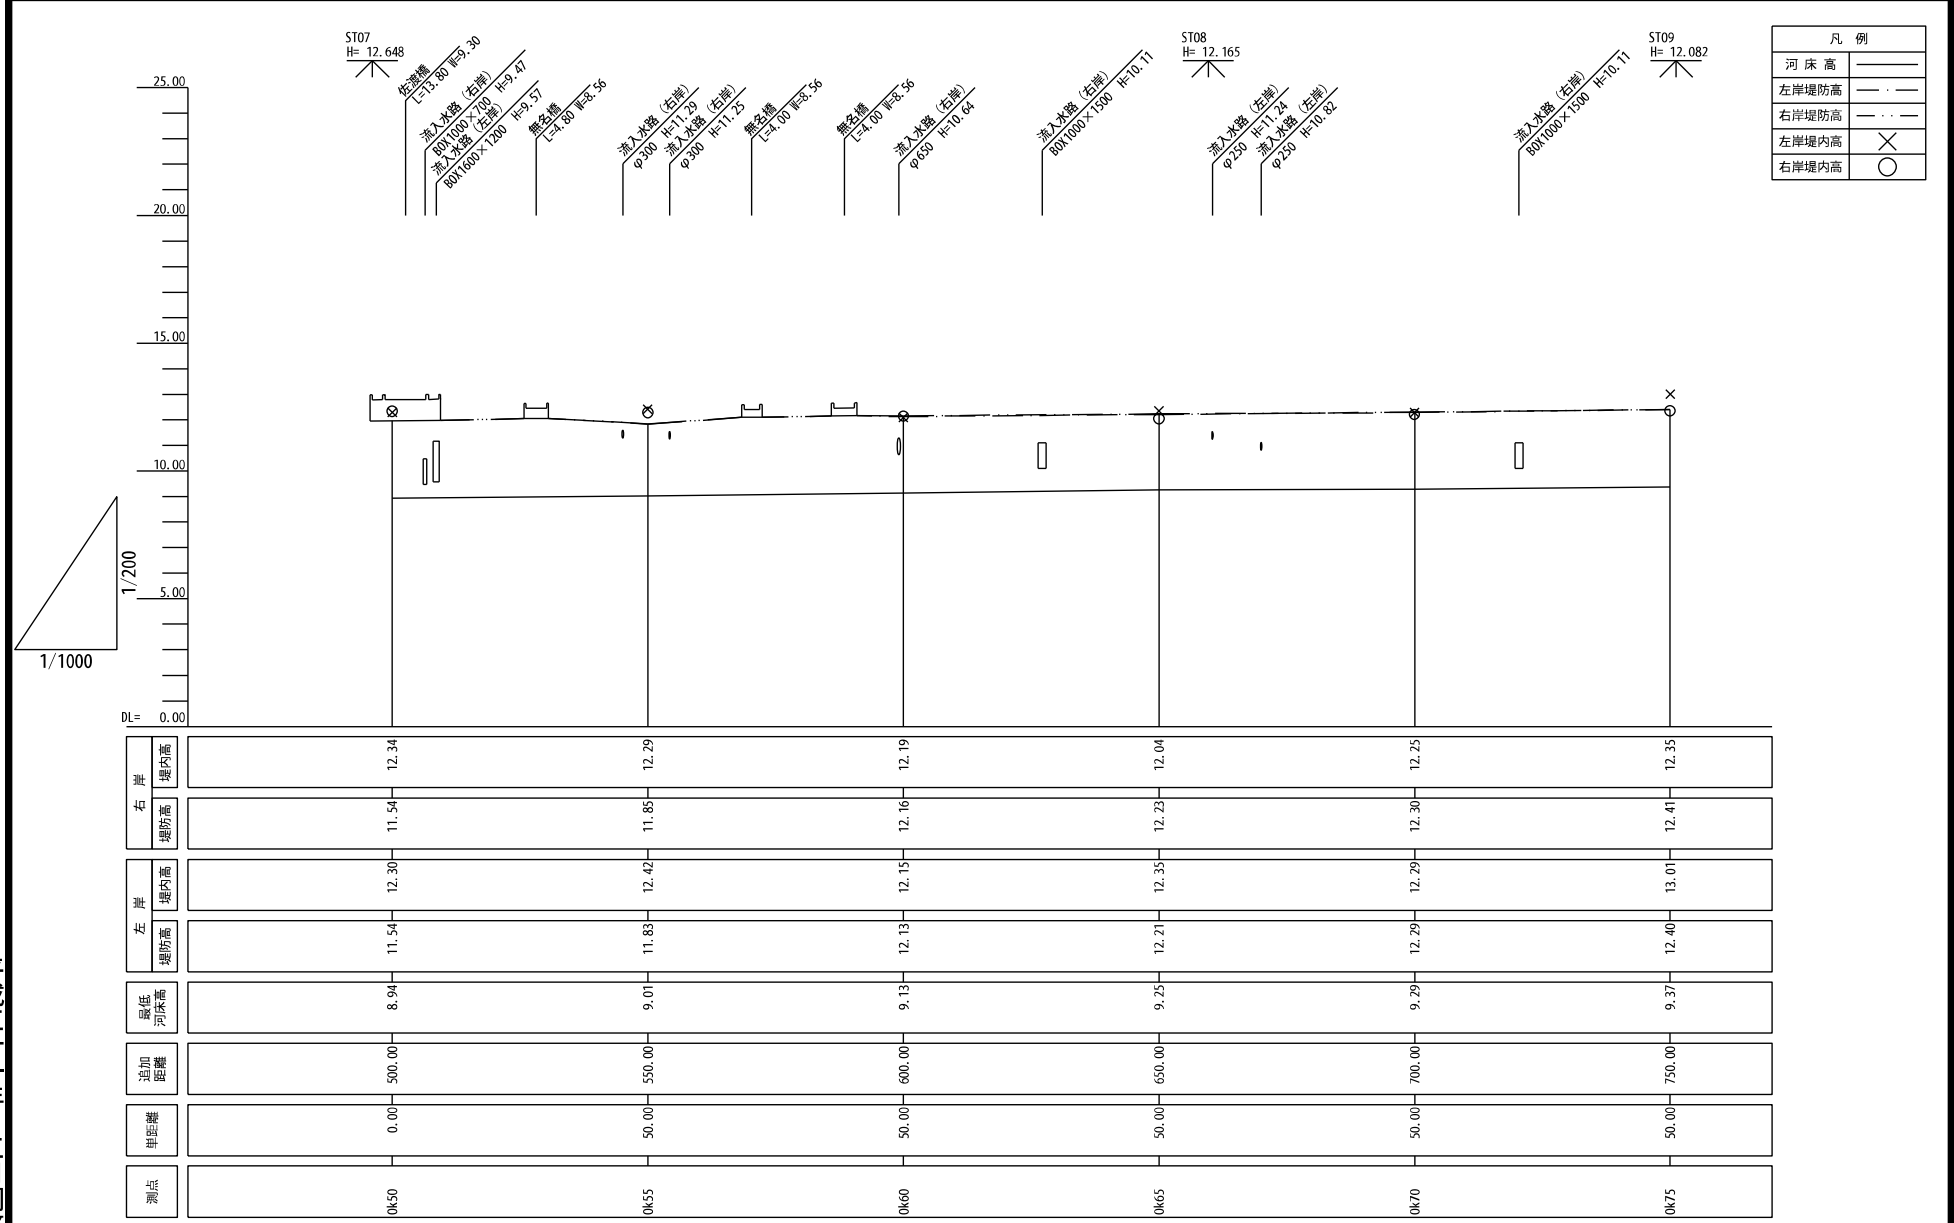 ST07
H= 12.648
佐渡橋
L=13.80 W=9.30
流入水路（右岸）
BOX1000×700 H=9.47
流入水路（左岸）
BOX1600×1200 H=9.57
無名橋
L=4.80 W=8.56
流入水路（右岸）
φ300 H=11.29
流入水路（右岸）
φ300 H=11.25
無名橋
L=4.00 W=8.56
無名橋
L=4.00 W=8.56
流入水路（右岸）
φ650 H=10.64
流入水路（右岸）
BOX1000×1500 H=10.11
ST08
H= 12.165
流入水路（左岸）
φ250 H=11.24
流入水路（左岸）
φ250 H=10.82
流入水路（右岸）
BOX1000×1500 H=10.11
ST09
H= 12.082
凡 例
河 床 高
左岸堤防高
右岸堤防高
左岸堤内高
右岸堤内高
25.00
20.00
15.00
10.00
5.00
DL= 0.00
1/200
1/1000
右 岸
堤内高 12.34 12.29 12.19 12.04 12.25 12.35
堤防高 11.54 11.85 12.16 12.23 12.30 12.41
左 岸
堤内高 12.30 12.42 12.15 12.35 12.29 13.01
堤防高 11.54 11.83 12.13 12.21 12.29 12.40
最低
河床高 8.94 9.01 9.13 9.25 9.29 9.37
追加
距離 500.00 550.00 600.00 650.00 700.00 750.00
単距離 0.00 50.00 50.00 50.00 50.00 50.00
測点 0k50 0k55 0k60 0k65 0k70 0k75